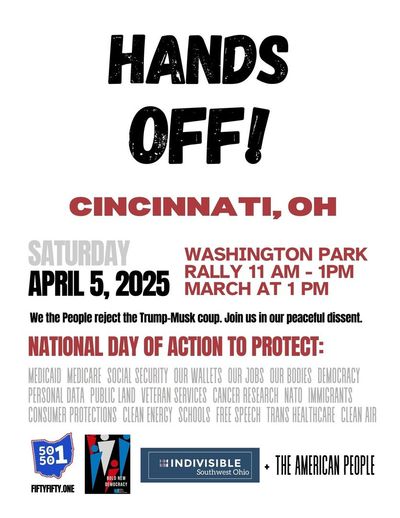 HANDS
OFF!
CINCINNATI, OH
SATURDAY
APRIL 5, 2025
WASHINGTON PARK
RALLY 11 AM - 1PM
MARCH AT 1 PM
We the People reject the Trump-Musk coup. Join us in our peaceful dissent.
NATIONAL DAY OF ACTION TO PROTECT:
MEDICAID MEDICARE SOCIAL SECURITY OUR WALLETS OUR JOBS OUR BODIES DEMOCRACY
PERSONAL DATA PUBLIC LAND VETERAN SERVICES CANCER RESEARCH NATO IMMIGRANTS
CONSUMER PROTECTIONS CLEAN ENERGY SCHOOLS FREE SPEECH TRANS HEALTHCARE CLEAN AIR
50
50
1
FIFTYFIFTY.ONE
BOLD NEW
DEMOCRACY
INDIVISIBLE
Southwest Ohio
+ THE AMERICAN PEOPLE